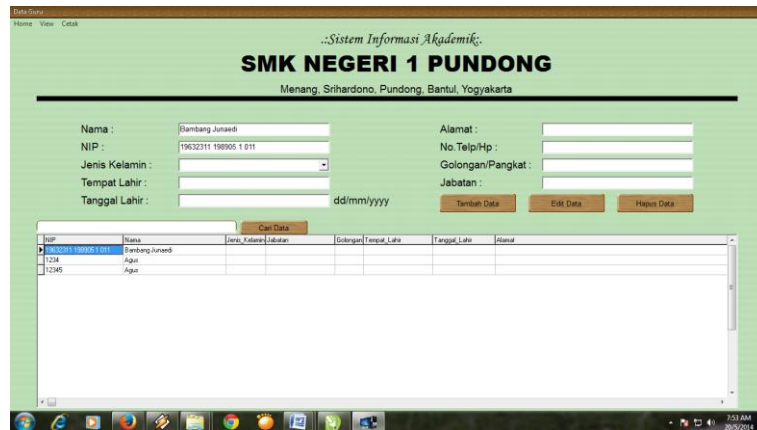 Data Guru
Home View Cetak
.:Sistem Informasi Akademik:.
SMK NEGERI 1 PUNDONG
Menang, Srihardono, Pundong, Bantul, Yogyakarta
Nama : Bambang Junaedi Alamat :
NIP : 19632311 198905 1 011 No.Telp/Hp :
Jenis Kelamin : Golongan/Pangkat :
Tempat Lahir : Jabatan :
Tanggal Lahir : dd/mm/yyyy Tambah Data Edit Data Hapus Data
Cari Data
NIP Nama Jenis_Kelamin Jabatan Golongan Tempat_Lahir Tanggal_Lahir Alamat
19632311 198905 1 011 Bambang Junaedi
1234 Agus
12345 Agus
7:53 AM
20/5/2014